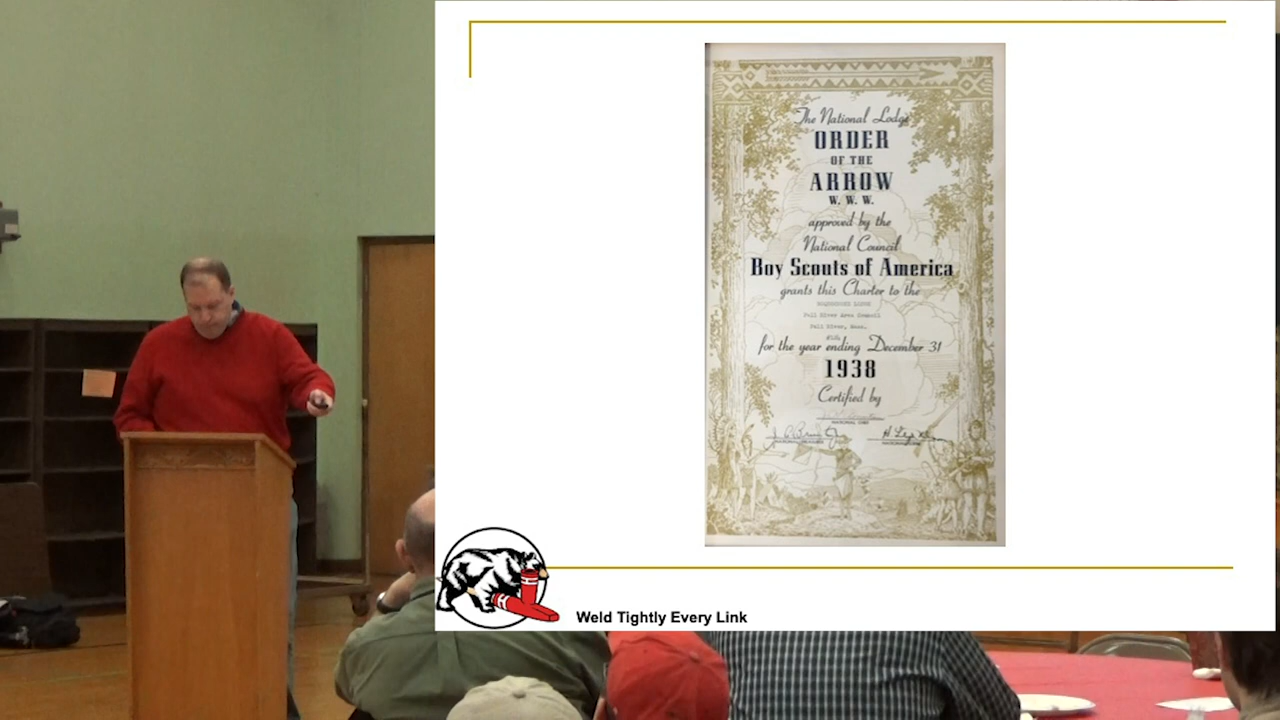 The National Lodge
ORDER
OF THE
ARROW
W. W. W.
approved by the
National Council
Boy Scouts of America
grants this Charter to the
Fall River Area Council
Fall River, Mass.
for the year ending December 31
1938
Certified by
Weld Tightly Every Link